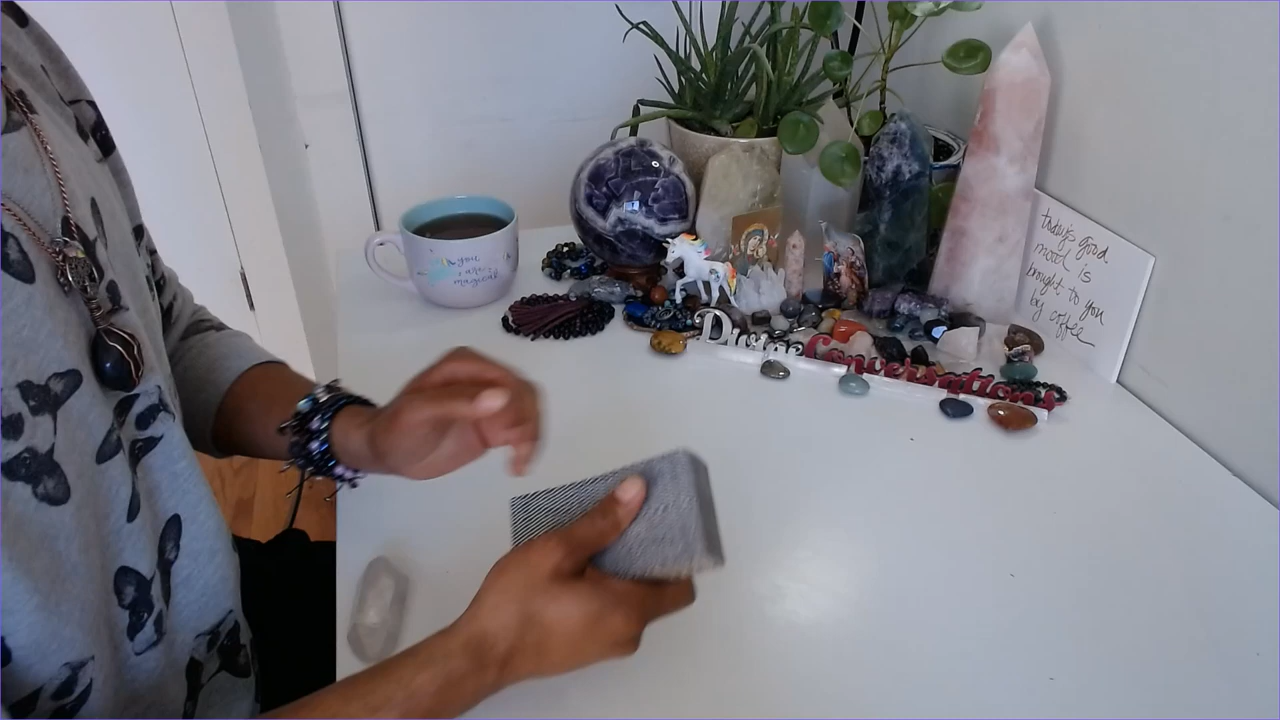 you
are
magical
Divine Conversations
today's good
mood is
brought to you
by coffee